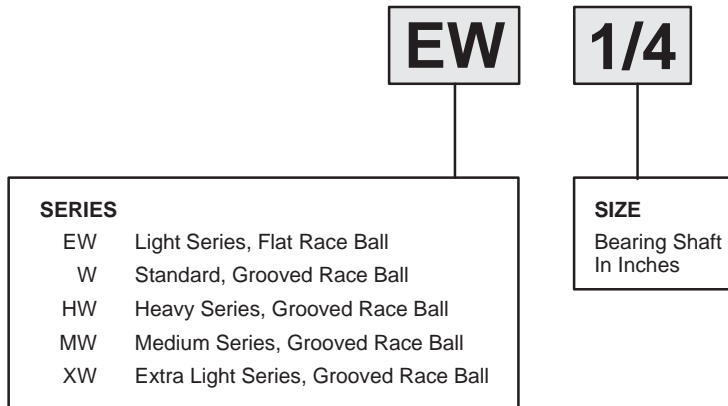 EW 1/4
SERIES
EW Light Series, Flat Race Ball
W Standard, Grooved Race Ball
HW Heavy Series, Grooved Race Ball
MW Medium Series, Grooved Race Ball
XW Extra Light Series, Grooved Race Ball
SIZE
Bearing Shaft
In Inches